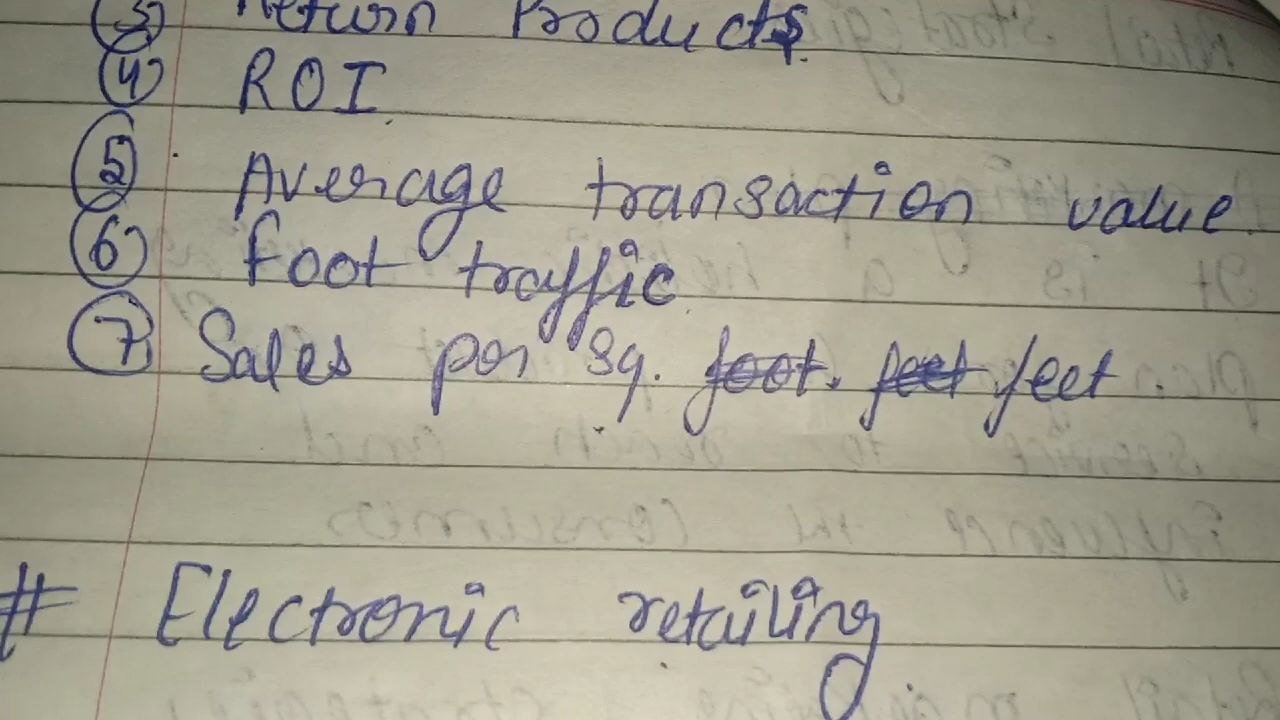 (3) Return Products.
(4) ROI
(5) Average transaction value.
(6) Foot traffic
(7) Sales per sq. foot. feet feet.
# Electronic retailing